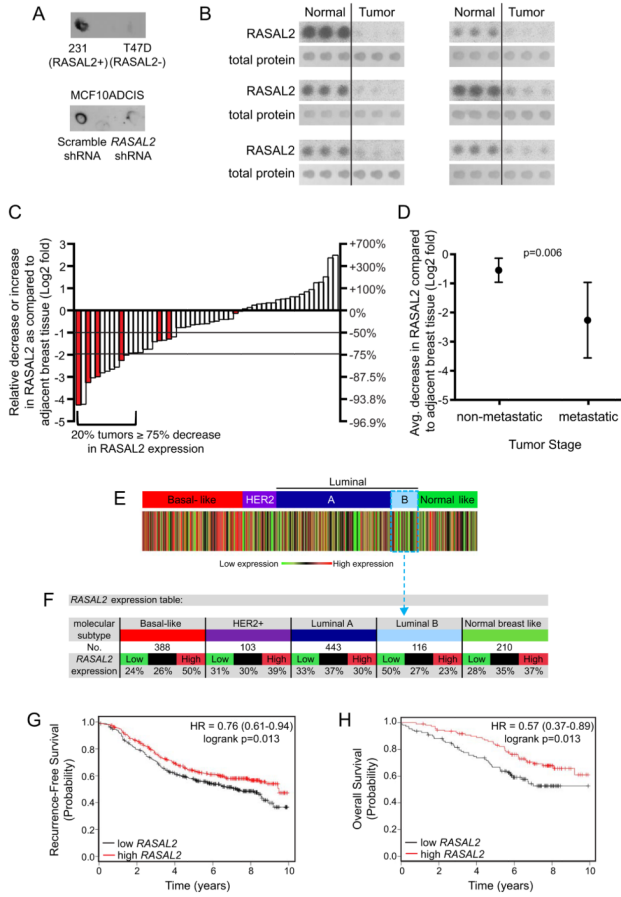 A
231 T47D
(RASAL2+) (RASAL2-)
MCF10ADCIS
Scramble RASAL2
shRNA shRNA
B
Normal Tumor Normal Tumor
RASAL2
total protein
RASAL2
total protein
RASAL2
total protein
RASAL2
total protein
RASAL2
total protein
RASAL2
total protein
C
Relative decrease or increase
in RASAL2 as compared to
adjacent breast tissue (Log2 fold)
3 +700%
2 +300%
1 +100%
0 0%
-1 -50%
-2 -75%
-3 -87.5%
-4 -93.8%
-5 -96.9%
20% tumors ≥ 75% decrease
in RASAL2 expression
D
Avg. decrease in RASAL2 compared
to adjacent breast tissue (Log2 fold)
0
-1
-2
-3
-4
-5
p=0.006
non-metastatic metastatic
Tumor Stage
E
Luminal
Basal- like HER2 A B Normal like
Low expression High expression
F
RASAL2 expression table:
molecular subtype Basal-like HER2+ Luminal A Luminal B Normal breast like
No. 388 103 443 116 210
RASAL2 Low High Low High Low High Low High Low High
expression 24% 26% 50% 31% 30% 39% 33% 37% 30% 50% 27% 23% 28% 35% 37%
G
Recurrence-Free Survival
(Probability)
1.0
0.8
0.6
0.4
0.2
0.0
HR = 0.76 (0.61-0.94)
logrank p=0.013
low RASAL2
high RASAL2
0 2 4 6 8 10
Time (years)
H
Overall Survival
(Probability)
1.0
0.8
0.6
0.4
0.2
0.0
HR = 0.57 (0.37-0.89)
logrank p=0.013
low RASAL2
high RASAL2
0 2 4 6 8 10
Time (years)